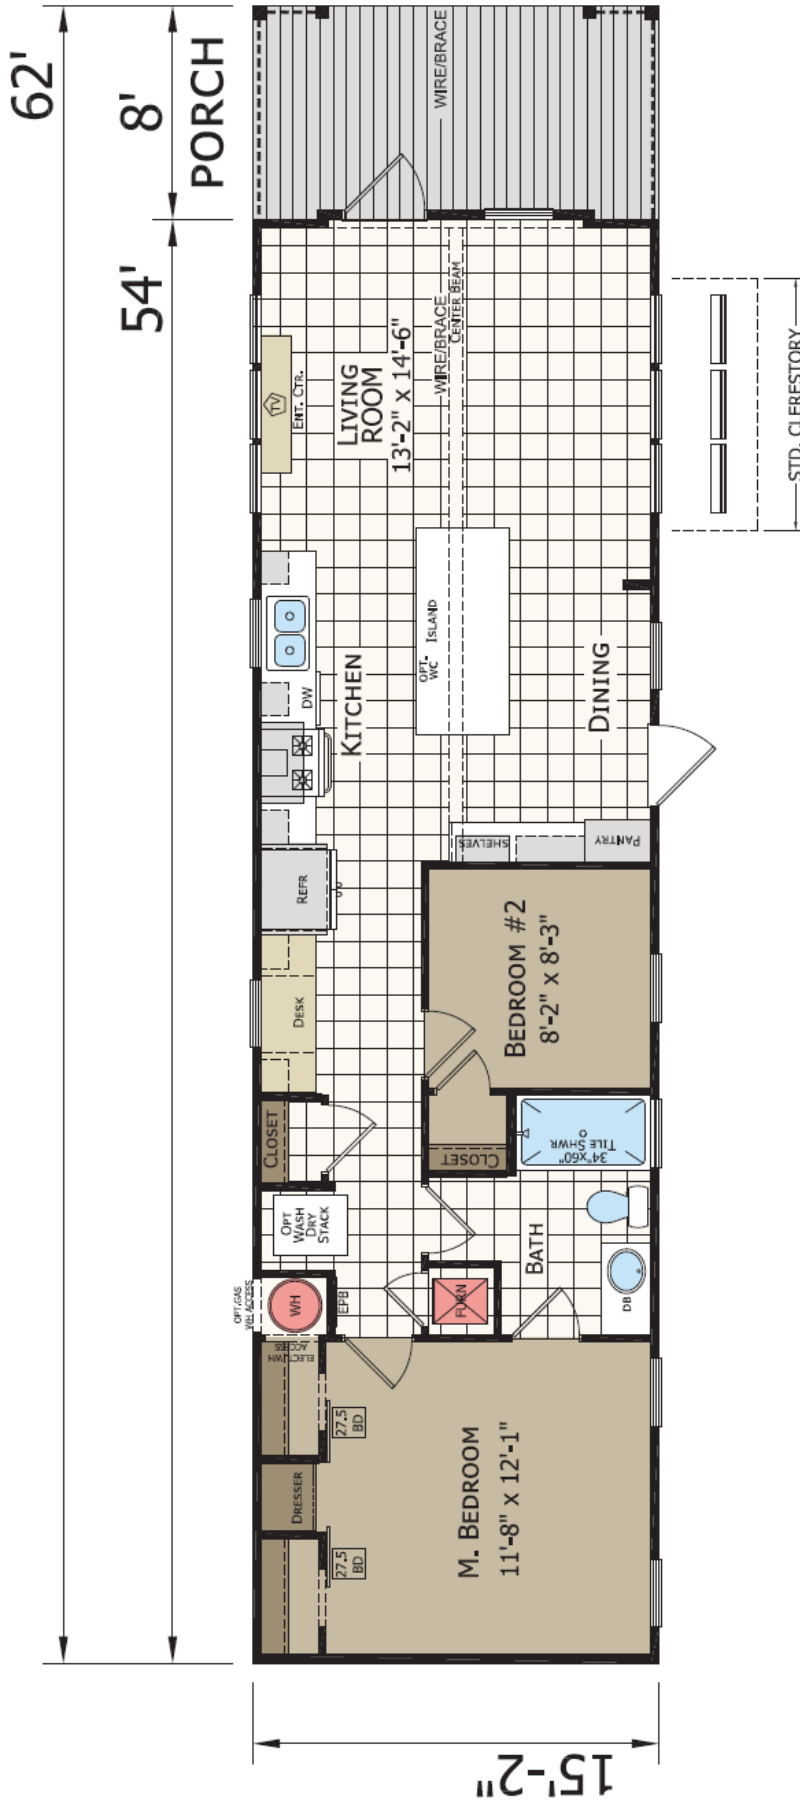 62'
8'
PORCH
54'
WIRE/BRACE
TV
ENT. CTR.
LIVING
ROOM
13'-2" x 14'-6"
WIRE/BRACE
CENTER BEAM
STD. CLERESTORY
DW
KITCHEN
OPT-
WC
ISLAND
DINING
REFR
SHELVES
PANTRY
DESK
BEDROOM #2
8'-2" x 8'-3"
CLOSET
CLOSET
34"x60"
TILE SHWR
OPT
WASH
DRY
STACK
BATH
OPT.GAS
WH ACCESS
WH
EPB
FURN
DB
ELECT. WH
ACCESS
27.5
BD
DRESSER
27.5
BD
M. BEDROOM
11'-8" x 12'-1"
15'-2"